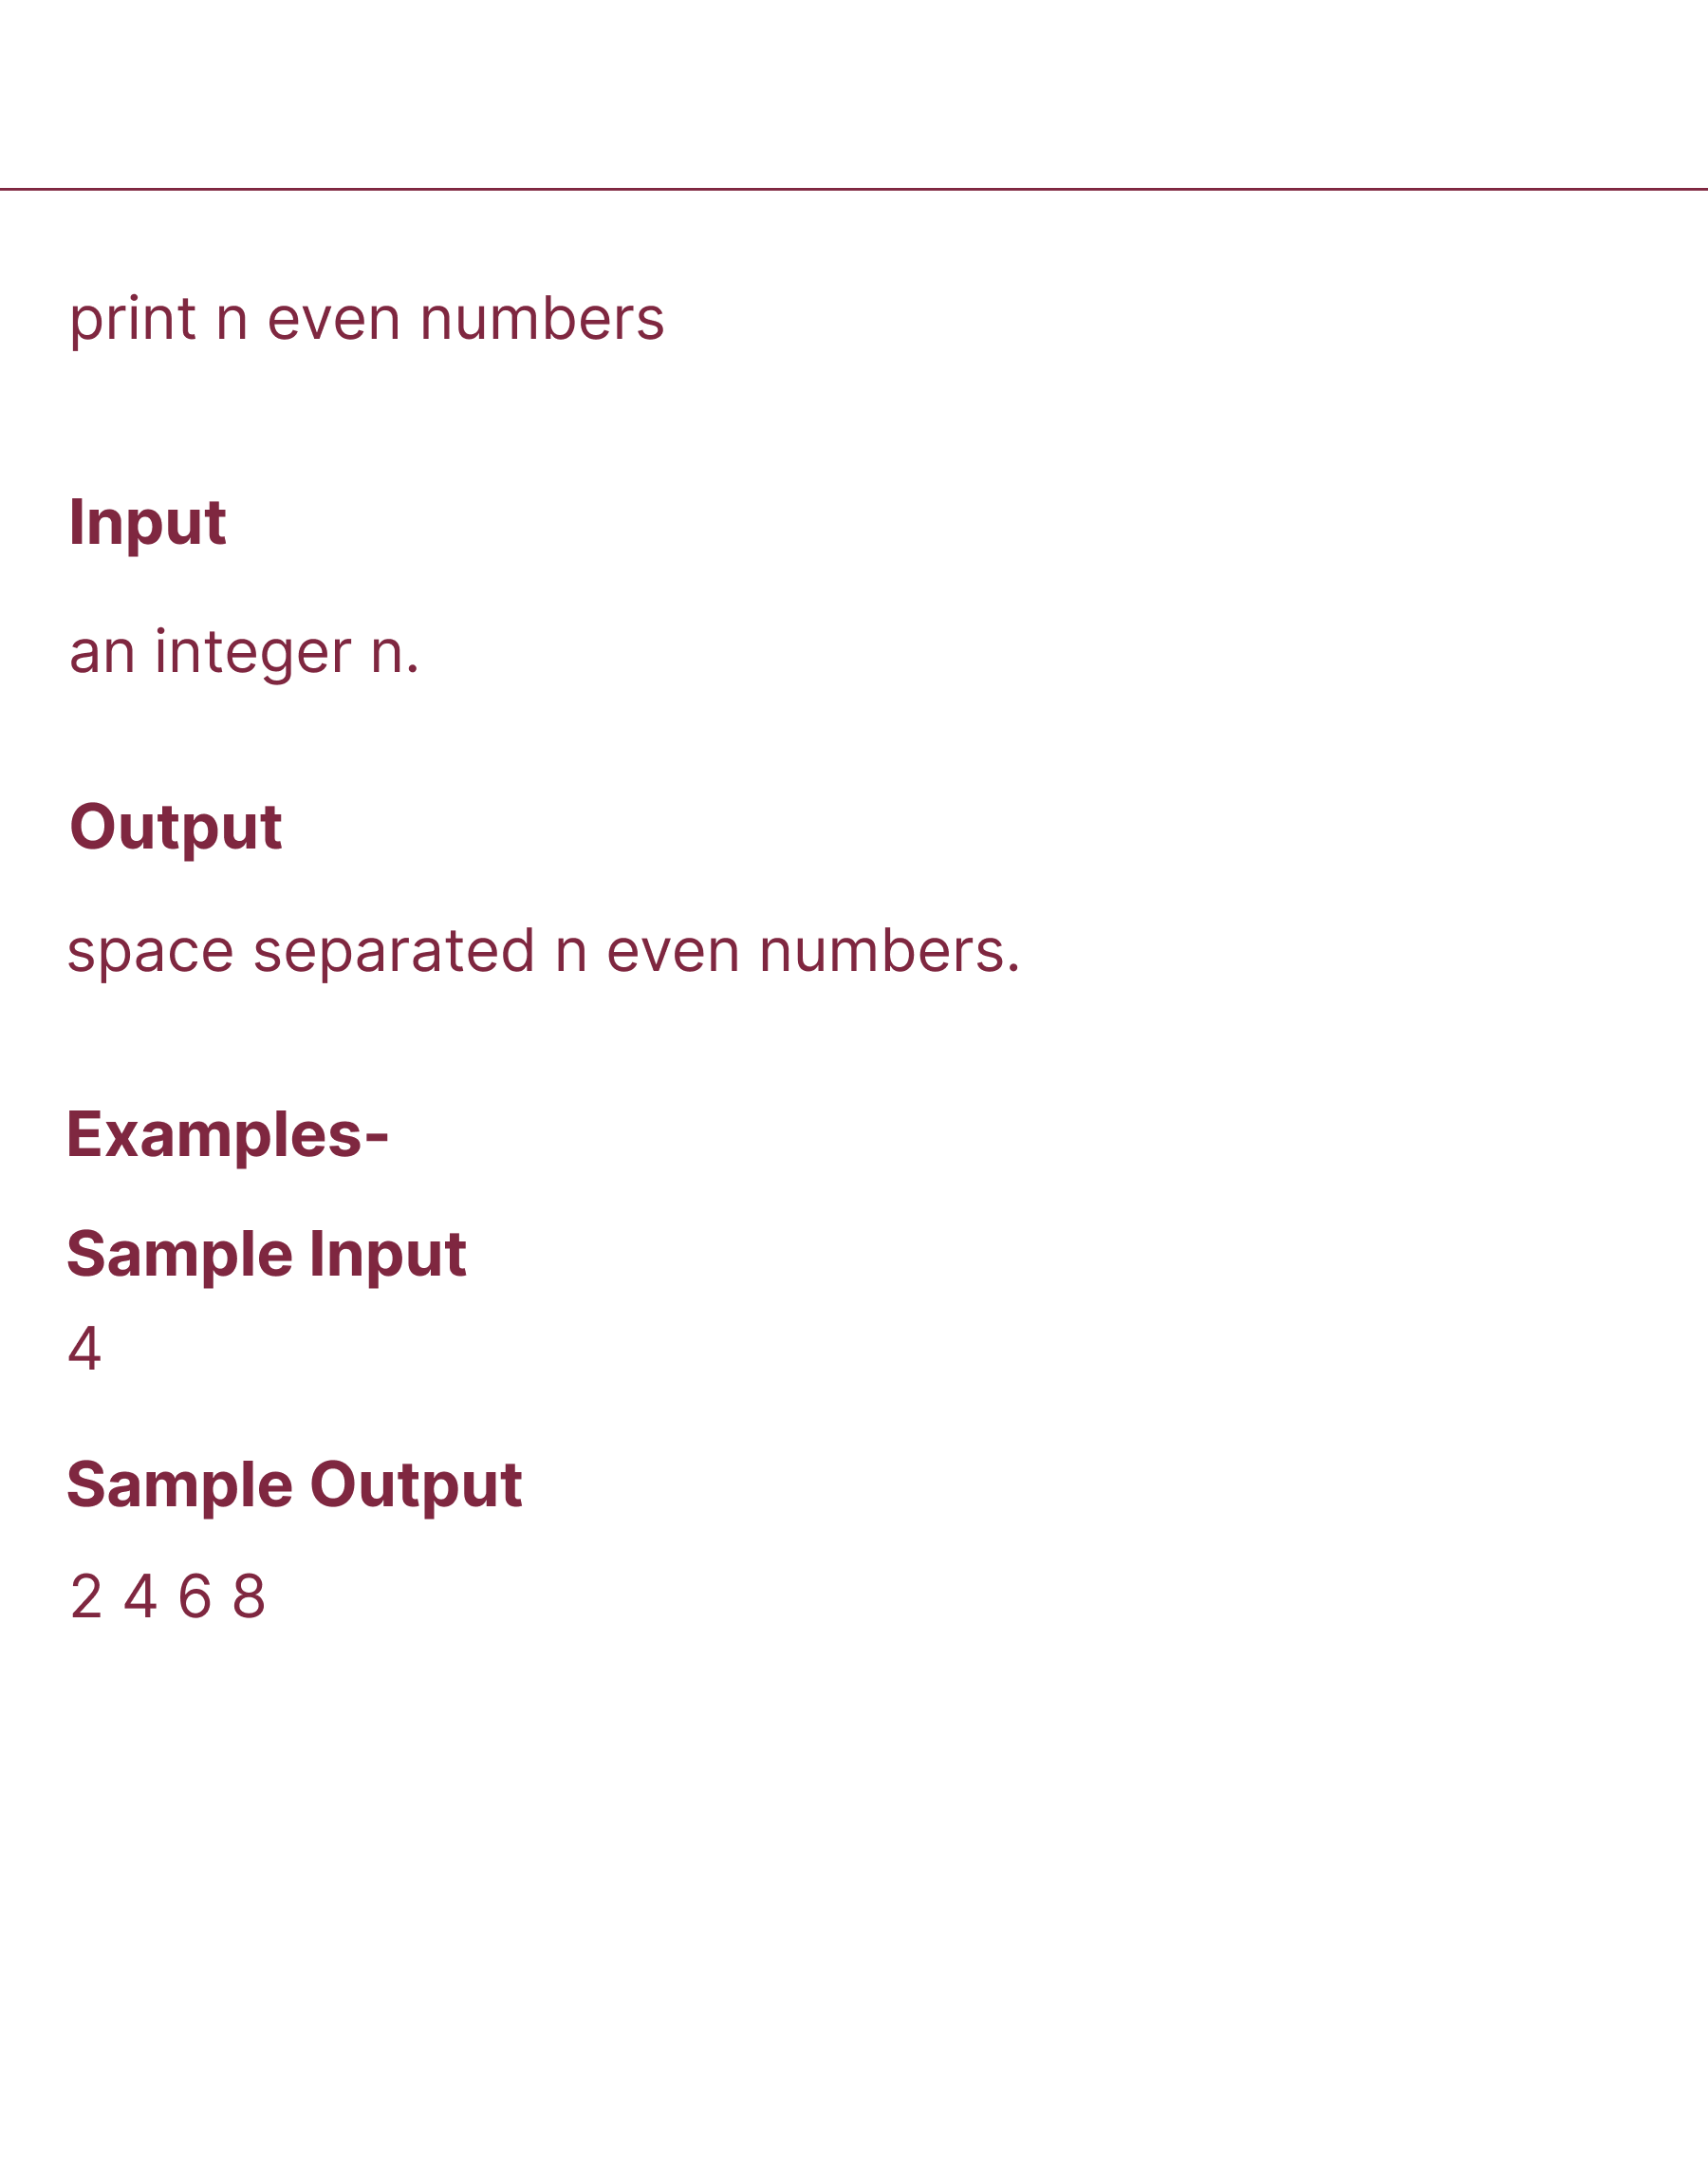 print n even numbers
Input
an integer n.
Output
space separated n even numbers.
Examples-
Sample Input
4
Sample Output
2 4 6 8